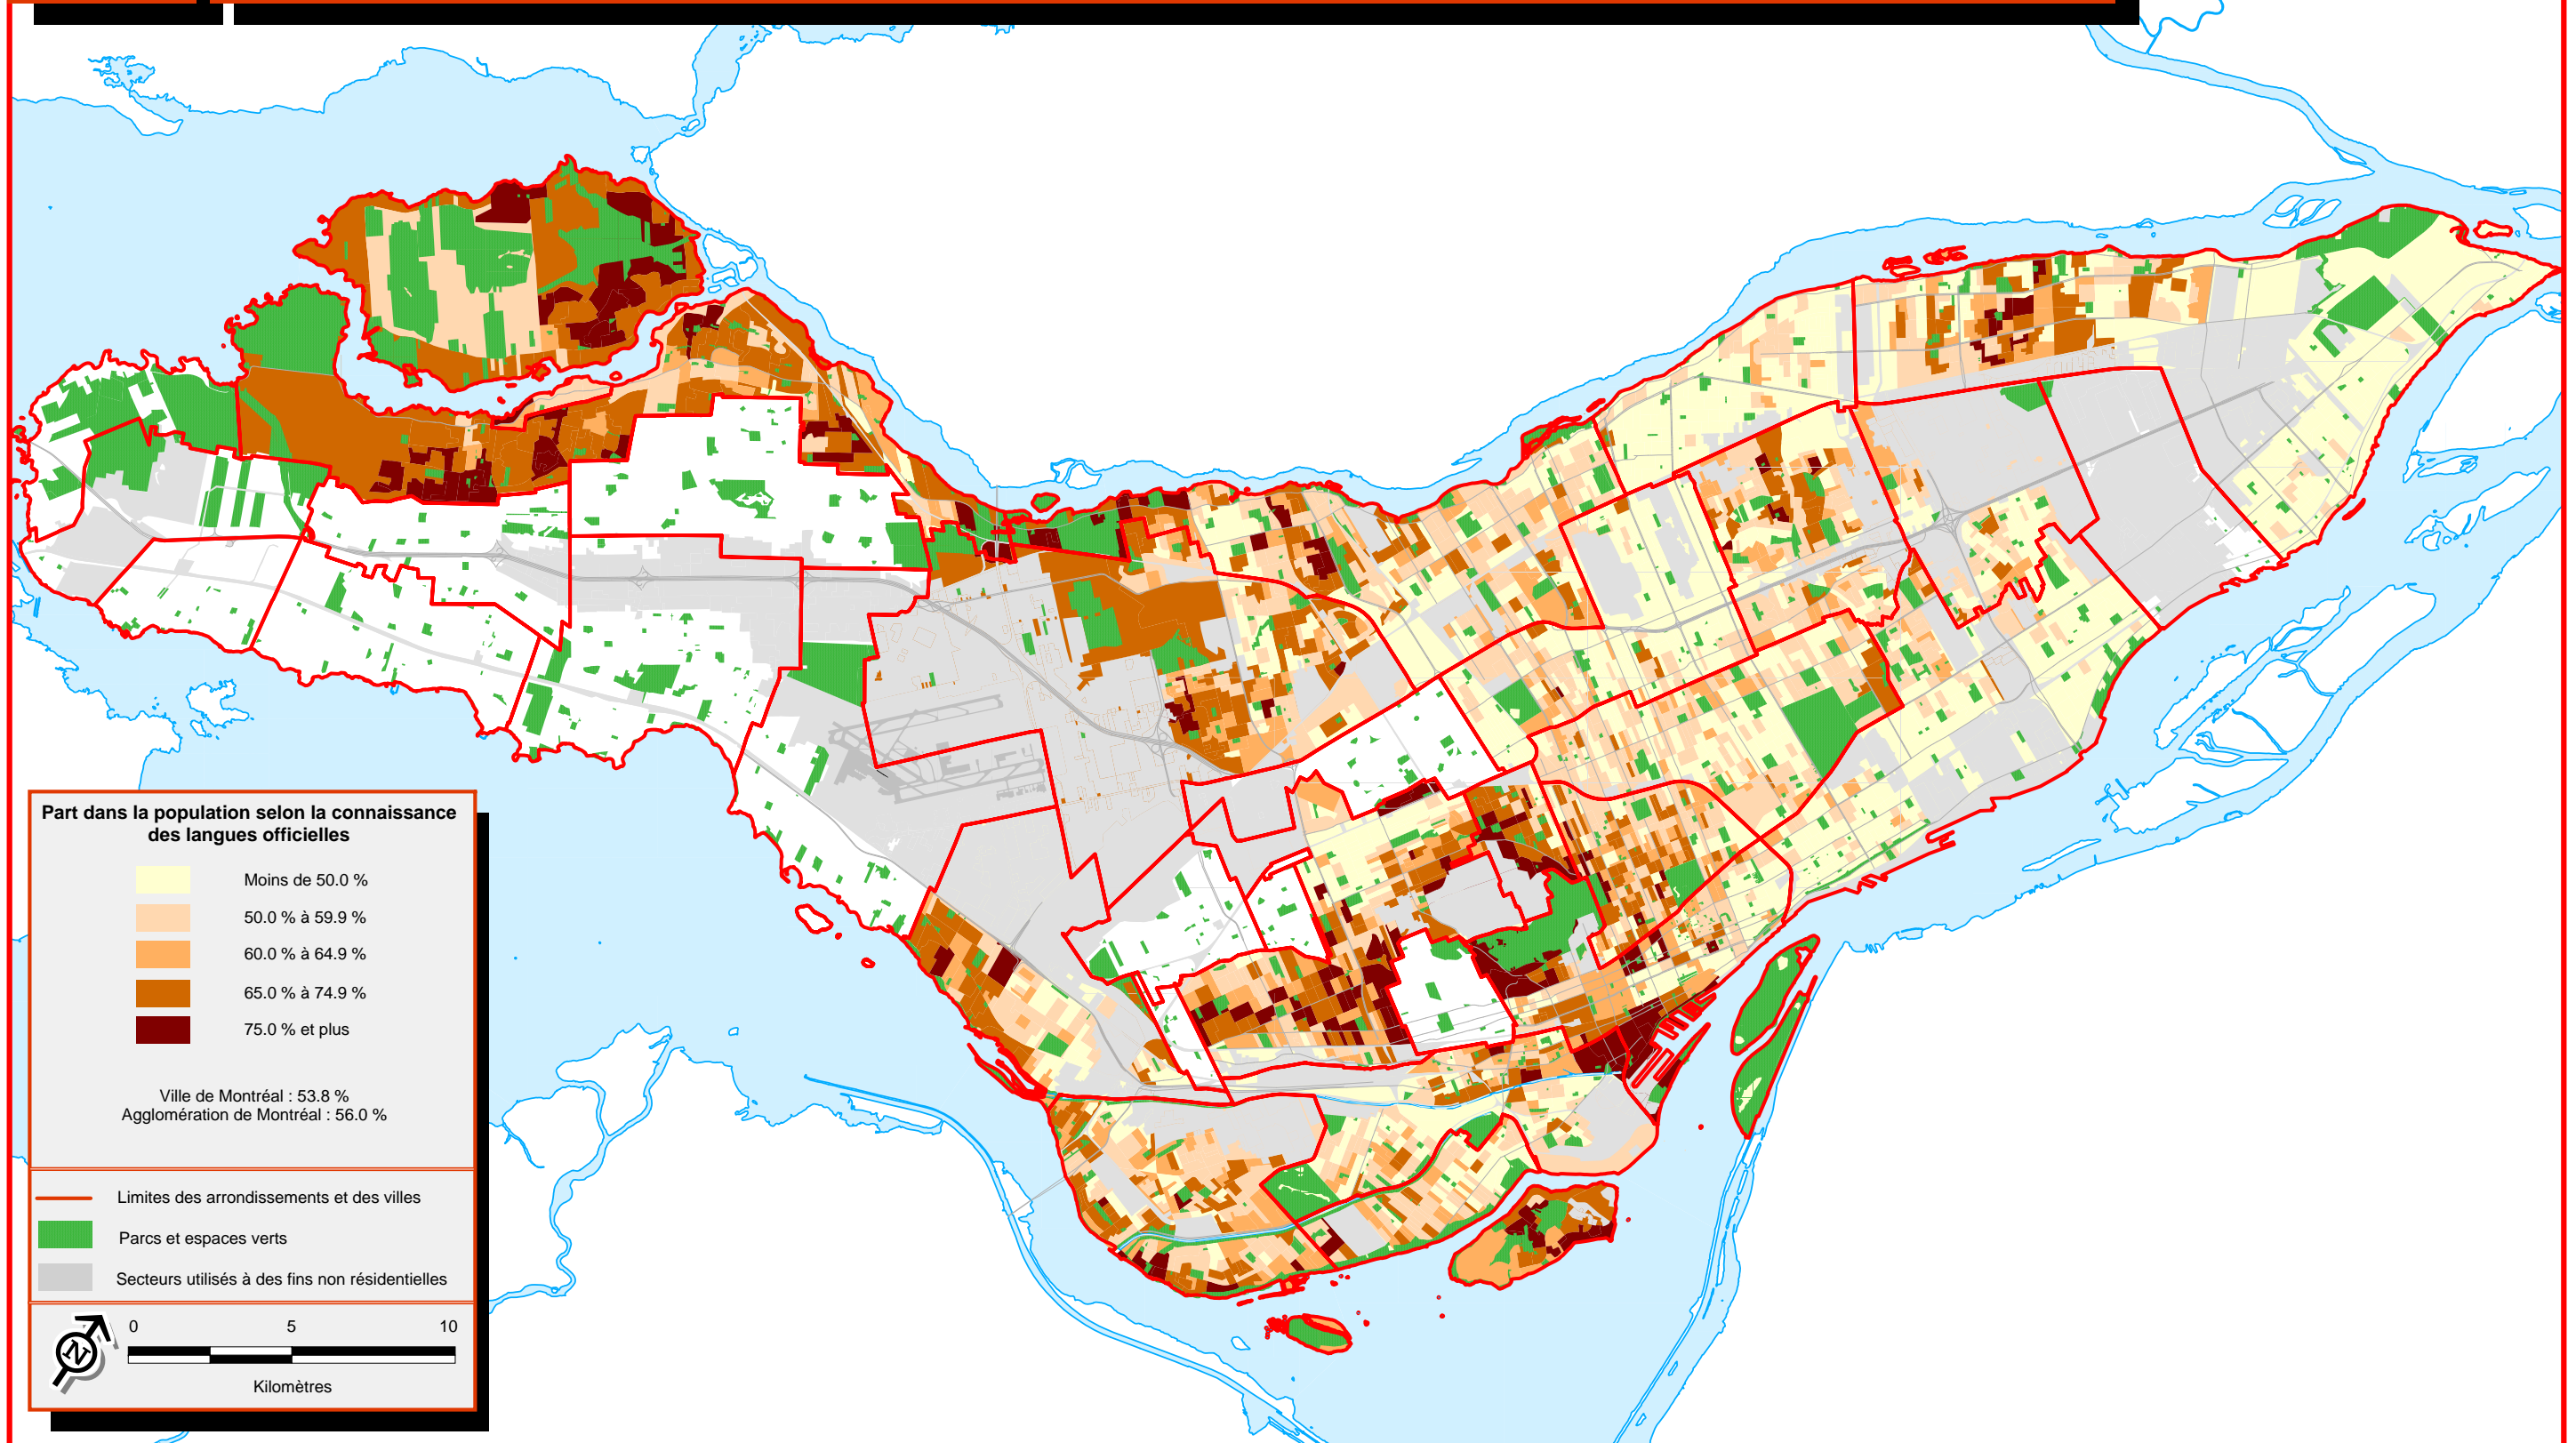 Part dans la population selon la connaissance
des langues officielles
Moins de 50.0 %
50.0 % à 59.9 %
60.0 % à 64.9 %
65.0 % à 74.9 %
75.0 % et plus
Ville de Montréal : 53.8 %
Agglomération de Montréal : 56.0 %
Limites des arrondissements et des villes
Parcs et espaces verts
Secteurs utilisés à des fins non résidentielles
N
0 5 10
Kilomètres